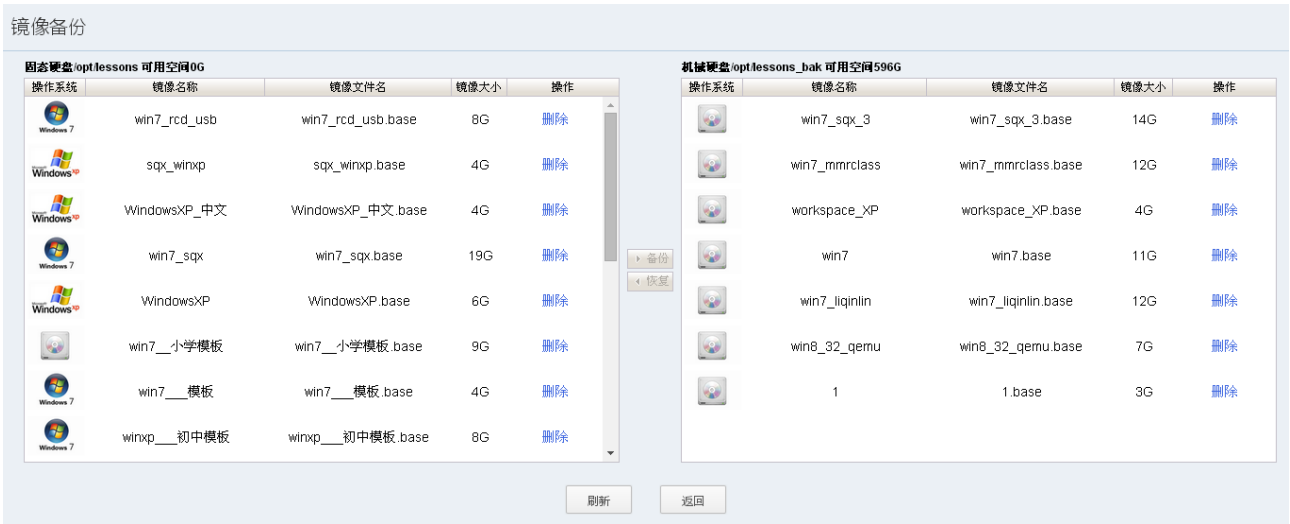 镜像备份
固态硬盘/opt/lessons 可用空间0G
操作系统 镜像名称 镜像文件名 镜像大小 操作
Windows 7 win7_rcd_usb win7_rcd_usb.base 8G 删除
Windows xp sqx_winxp sqx_winxp.base 4G 删除
Windows xp WindowsXP_中文 WindowsXP_中文.base 4G 删除
Windows 7 win7_sqx win7_sqx.base 19G 删除
Windows xp WindowsXP WindowsXP.base 6G 删除
win7__小学模板 win7__小学模板.base 9G 删除
Windows 7 win7___模板 win7___模板.base 4G 删除
Windows 7 winxp___初中模板 winxp___初中模板.base 8G 删除
备份
恢复
机械硬盘/opt/lessons_bak 可用空间596G
操作系统 镜像名称 镜像文件名 镜像大小 操作
win7_sqx_3 win7_sqx_3.base 14G 删除
win7_mmrclass win7_mmrclass.base 12G 删除
workspace_XP workspace_XP.base 4G 删除
win7 win7.base 11G 删除
win7_liqinlin win7_liqinlin.base 12G 删除
win8_32_qemu win8_32_qemu.base 7G 删除
1 1.base 3G 删除
刷新 返回